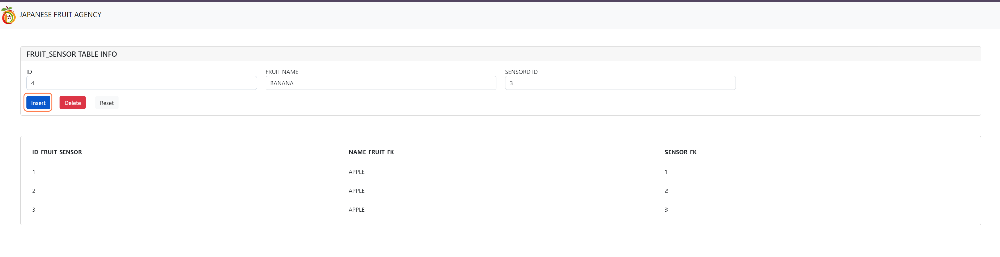 JAPANESE FRUIT AGENCY
FRUIT_SENSOR TABLE INFO
ID FRUIT NAME SENSORD ID
4 BANANA 3
Insert Delete Reset
ID_FRUIT_SENSOR NAME_FRUIT_FK SENSOR_FK
1 APPLE 1
2 APPLE 2
3 APPLE 3